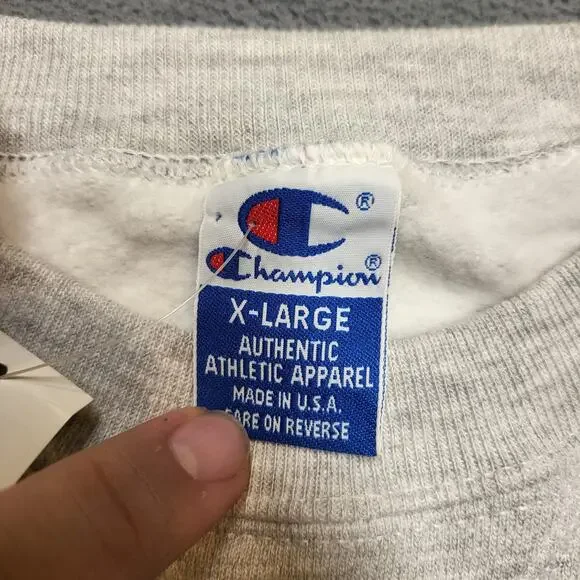 ®
Champion®
X-LARGE
AUTHENTIC
ATHLETIC APPAREL
MADE IN U.S.A.
CARE ON REVERSE